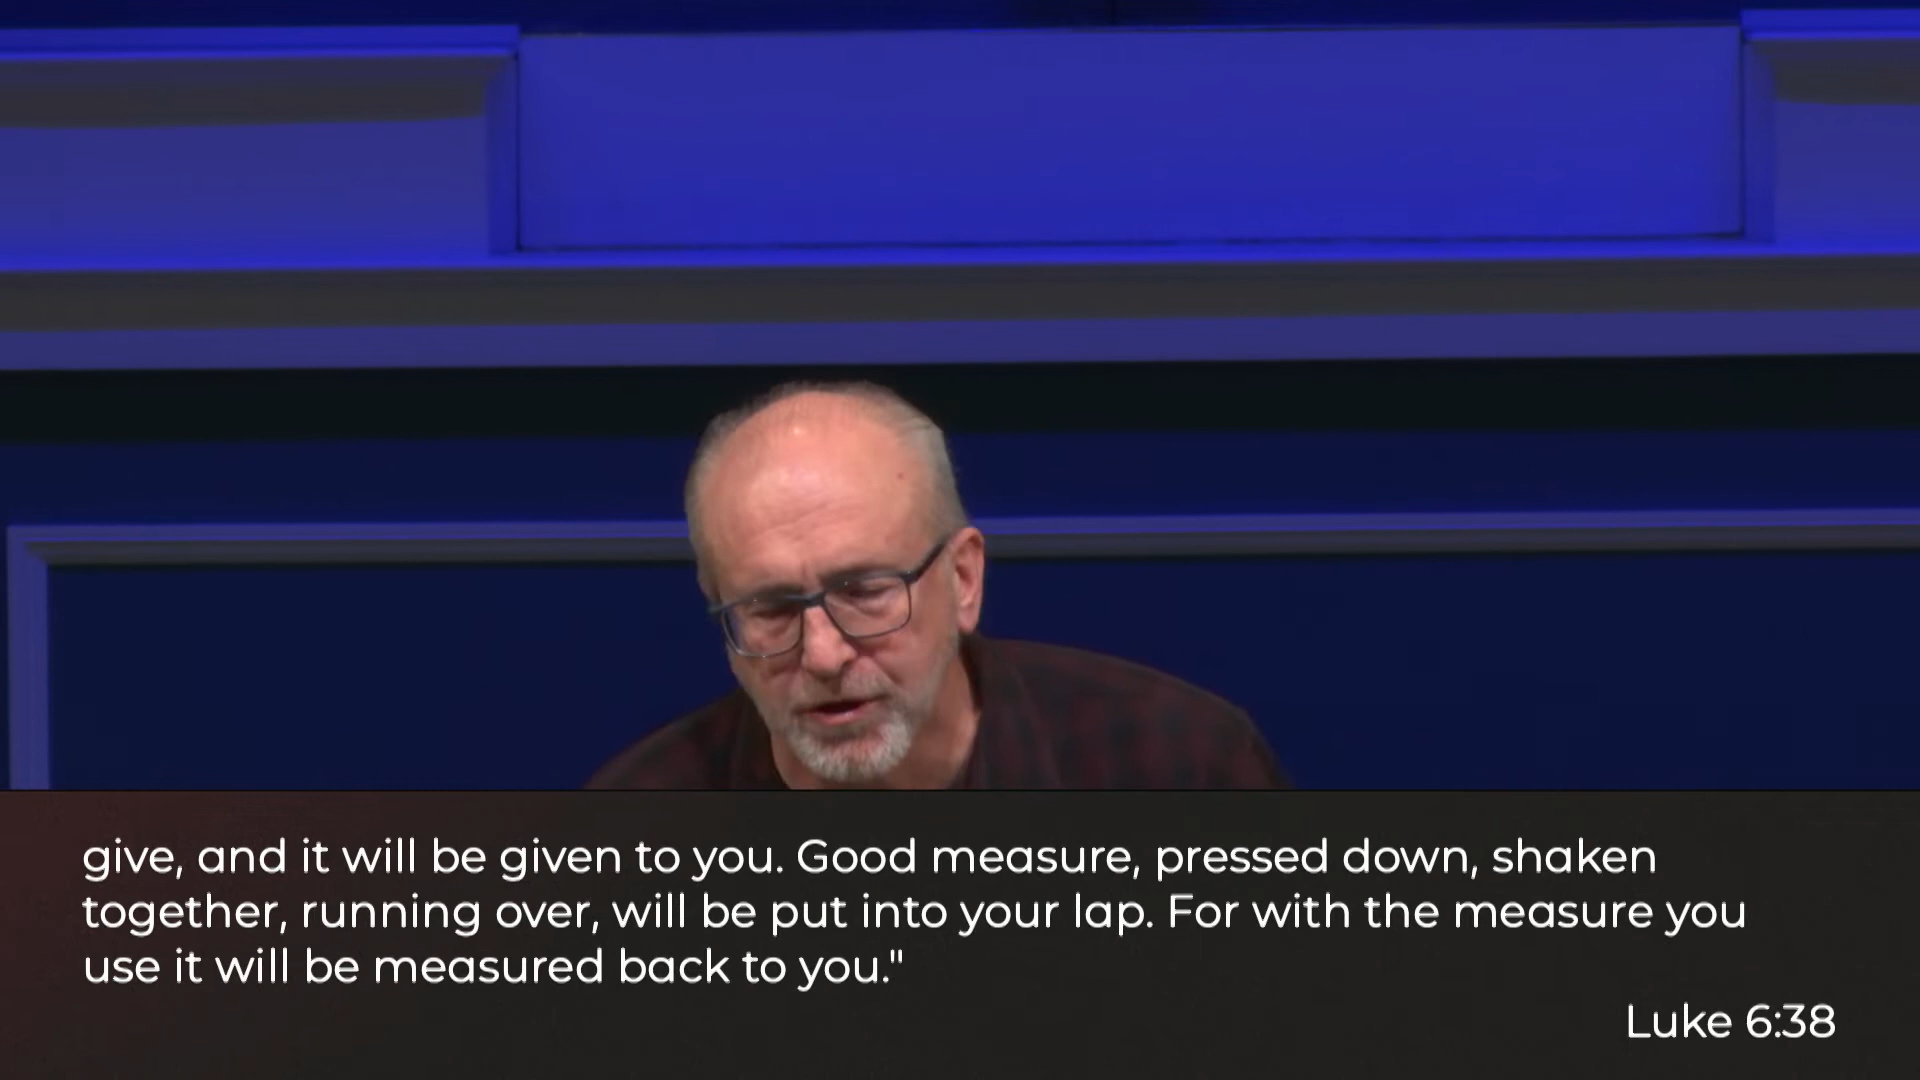 give, and it will be given to you. Good measure, pressed down, shaken
together, running over, will be put into your lap. For with the measure you
use it will be measured back to you."
Luke 6:38